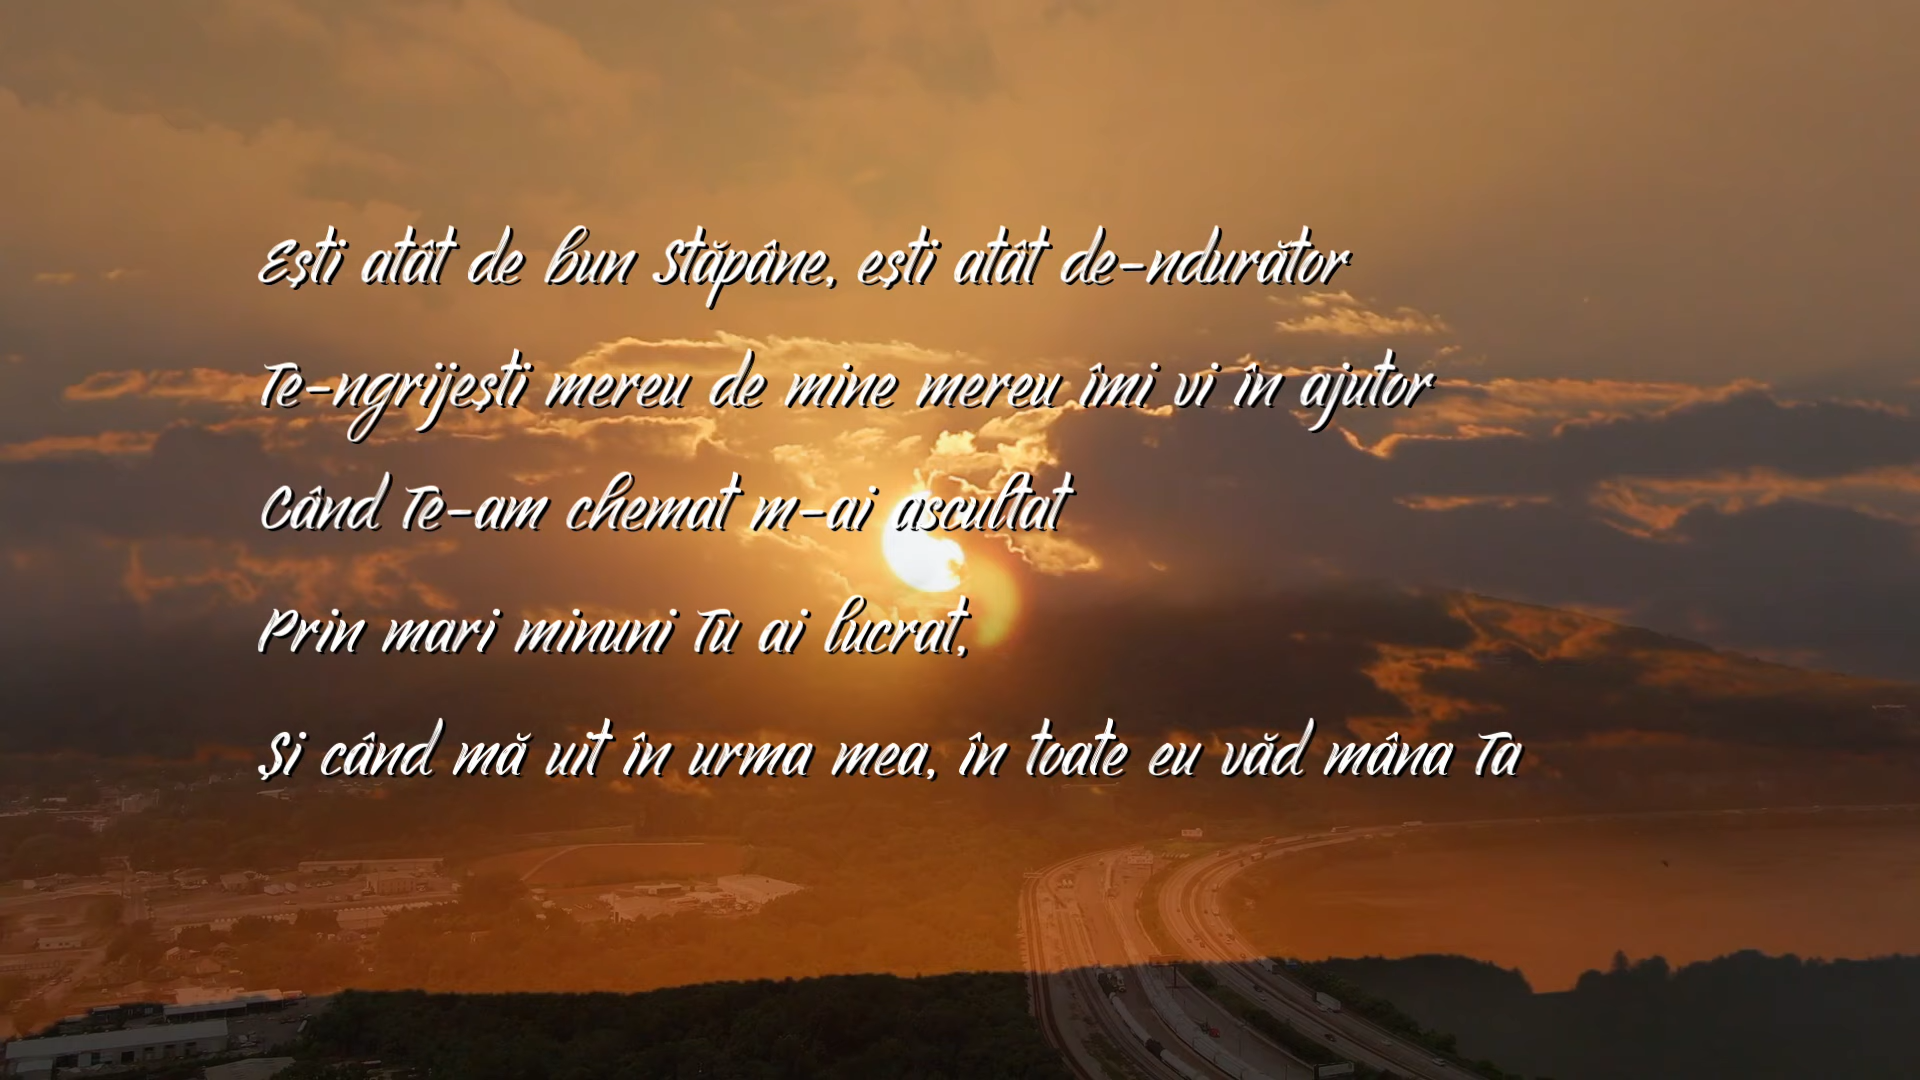 Ești atât de bun Stăpâne, ești atât de-ndurător
Te-ngrijești mereu de mine mereu îmi vi în ajutor
Când Te-am chemat m-ai ascultat
Prin mari minuni Tu ai lucrat,
Și când mă uit în urma mea, în toate eu văd mâna Ta